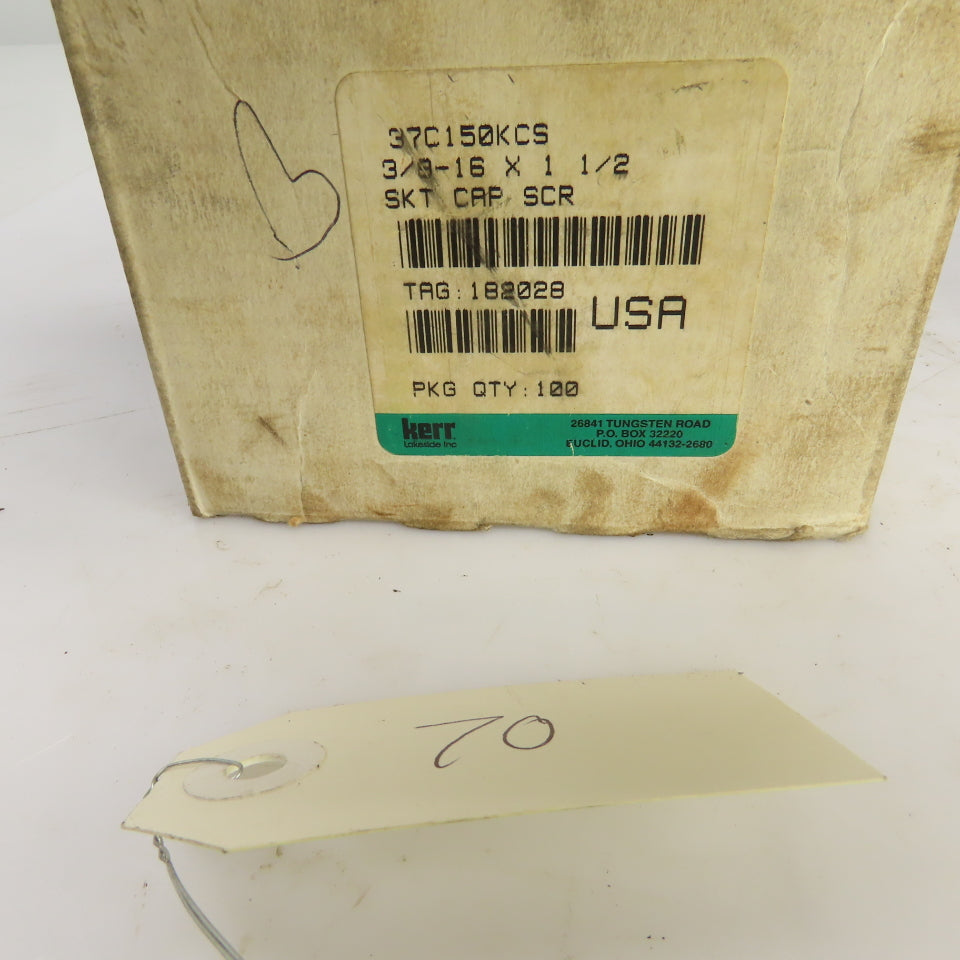 37C150KCS
3/8-16 X 1 1/2
SKT CAP SCR
TAG: 182028
USA
PKG QTY: 100
kerr
Lakeside Inc
26841 TUNGSTEN ROAD
P.O. BOX 32220
EUCLID, OHIO 44132-2680
70